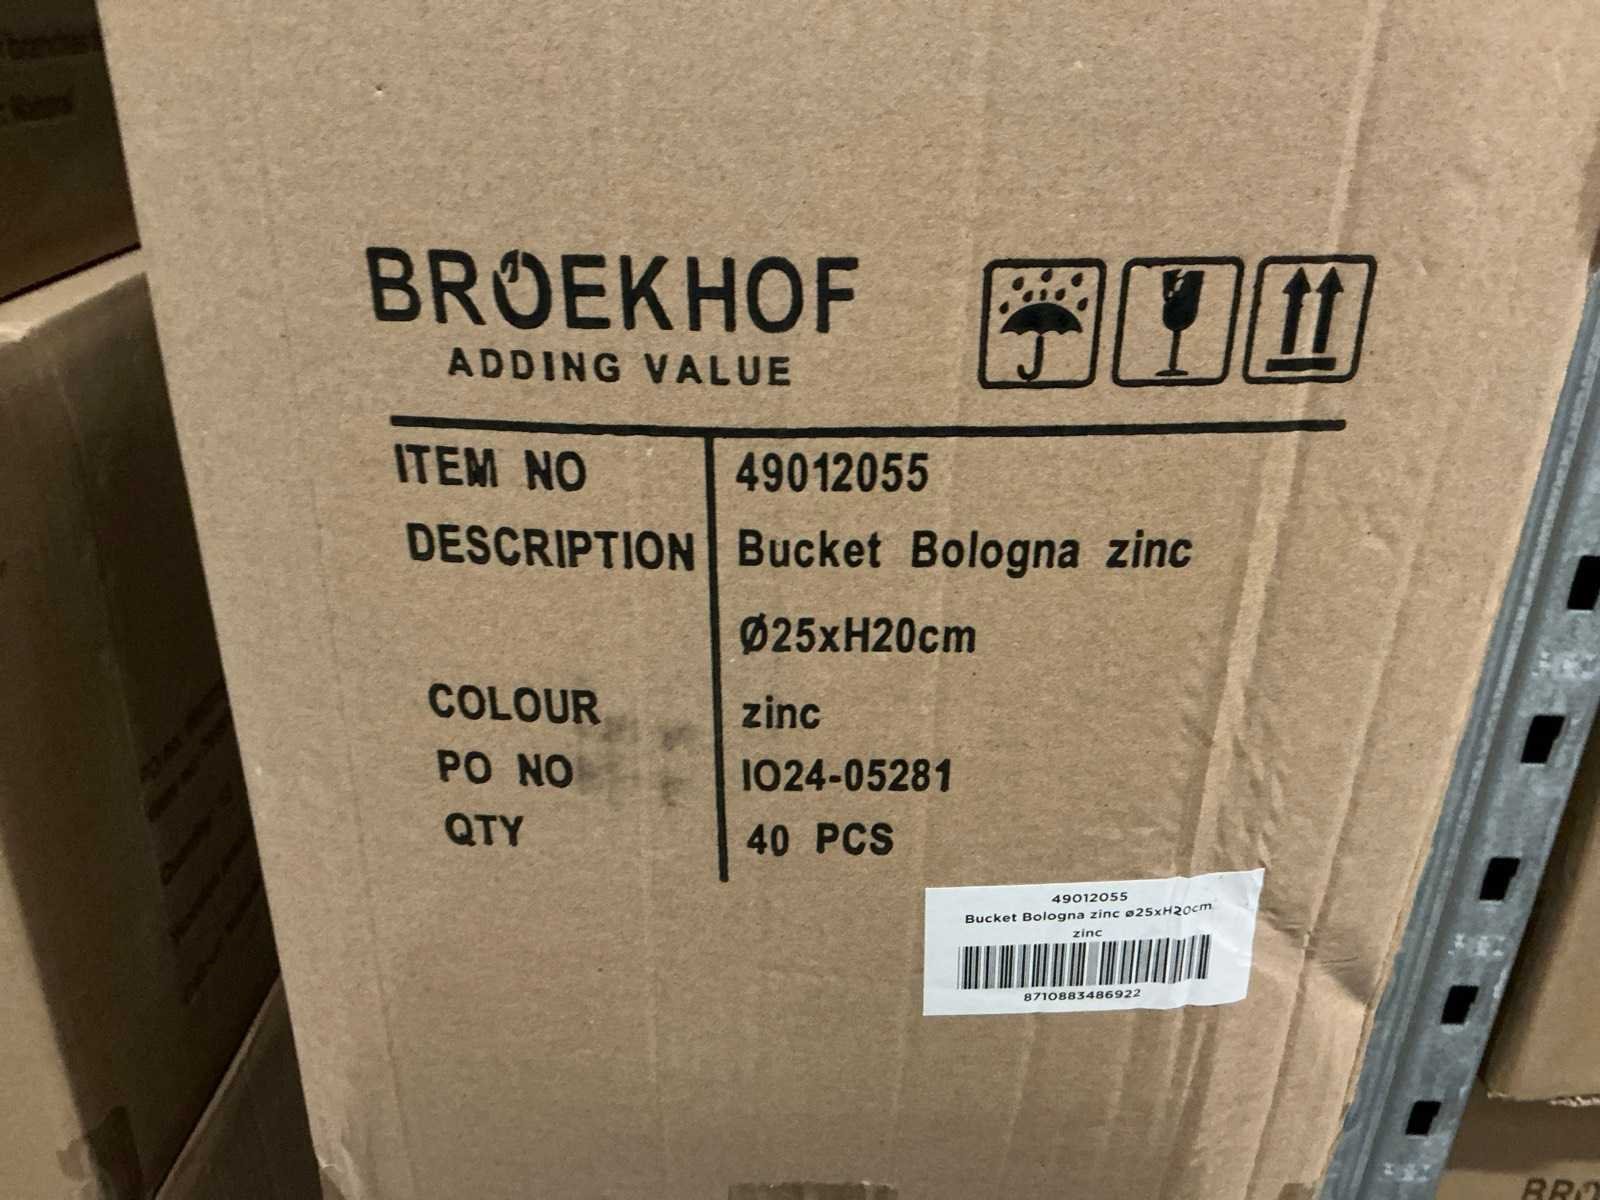 BROEKHOF
ADDING VALUE
ITEM NO 49012055
DESCRIPTION Bucket Bologna zinc
Ø25xH20cm
COLOUR zinc
PO NO IO24-05281
QTY 40 PCS
49012055
Bucket Bologna zinc ø25xH20cm
zinc
8710883486922